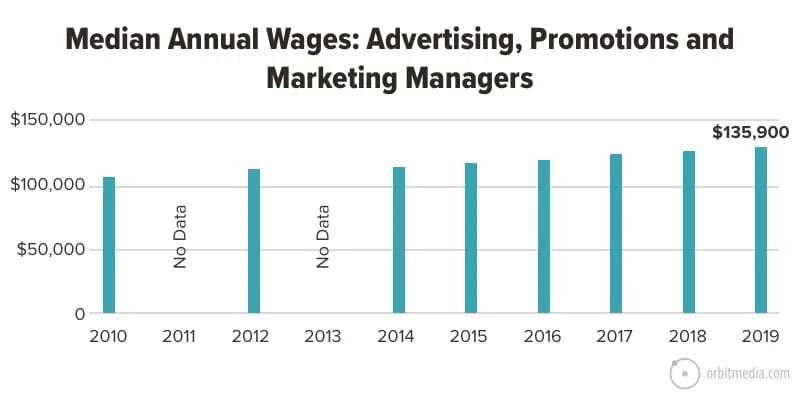 Median Annual Wages: Advertising, Promotions and
Marketing Managers
$150,000
$135,900
$100,000
No Data
No Data
$50,000
0
2010 2011 2012 2013 2014 2015 2016 2017 2018 2019
orbitmedia.com